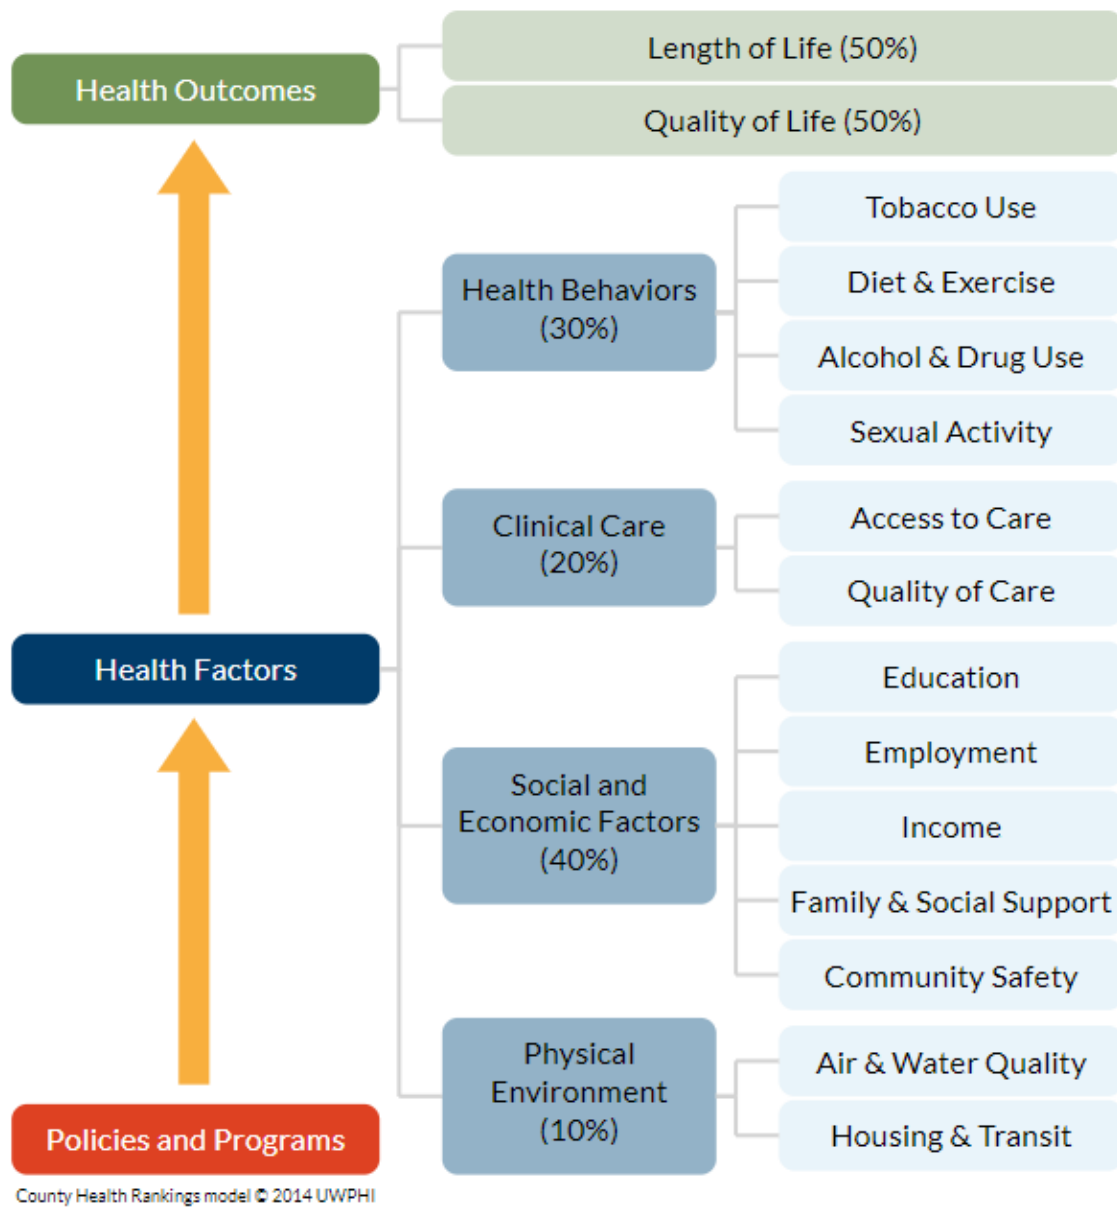 Length of Life (50%)
Health Outcomes
Quality of Life (50%)
Tobacco Use
Health Behaviors
(30%)
Diet & Exercise
Alcohol & Drug Use
Sexual Activity
Clinical Care
(20%)
Access to Care
Quality of Care
Health Factors
Social and
Economic Factors
(40%)
Education
Employment
Income
Family & Social Support
Community Safety
Physical
Environment
(10%)
Air & Water Quality
Housing & Transit
Policies and Programs
County Health Rankings model © 2014 UWPHI